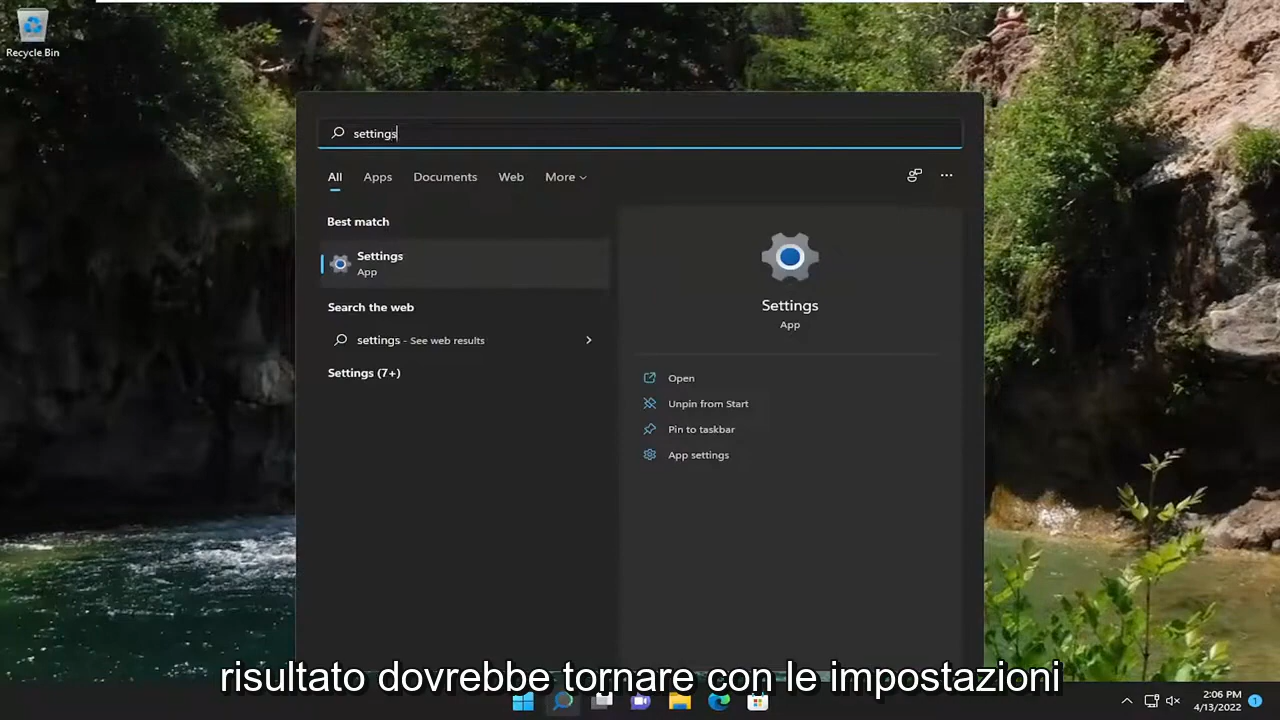 Recycle Bin
settings
All Apps Documents Web More
Best match
Settings
App
Search the web
settings - See web results
Settings (7+)
Settings
App
Open
Unpin from Start
Pin to taskbar
App settings
risultato dovrebbe tornare con le impostazioni
2:06 PM
4/13/2022
1